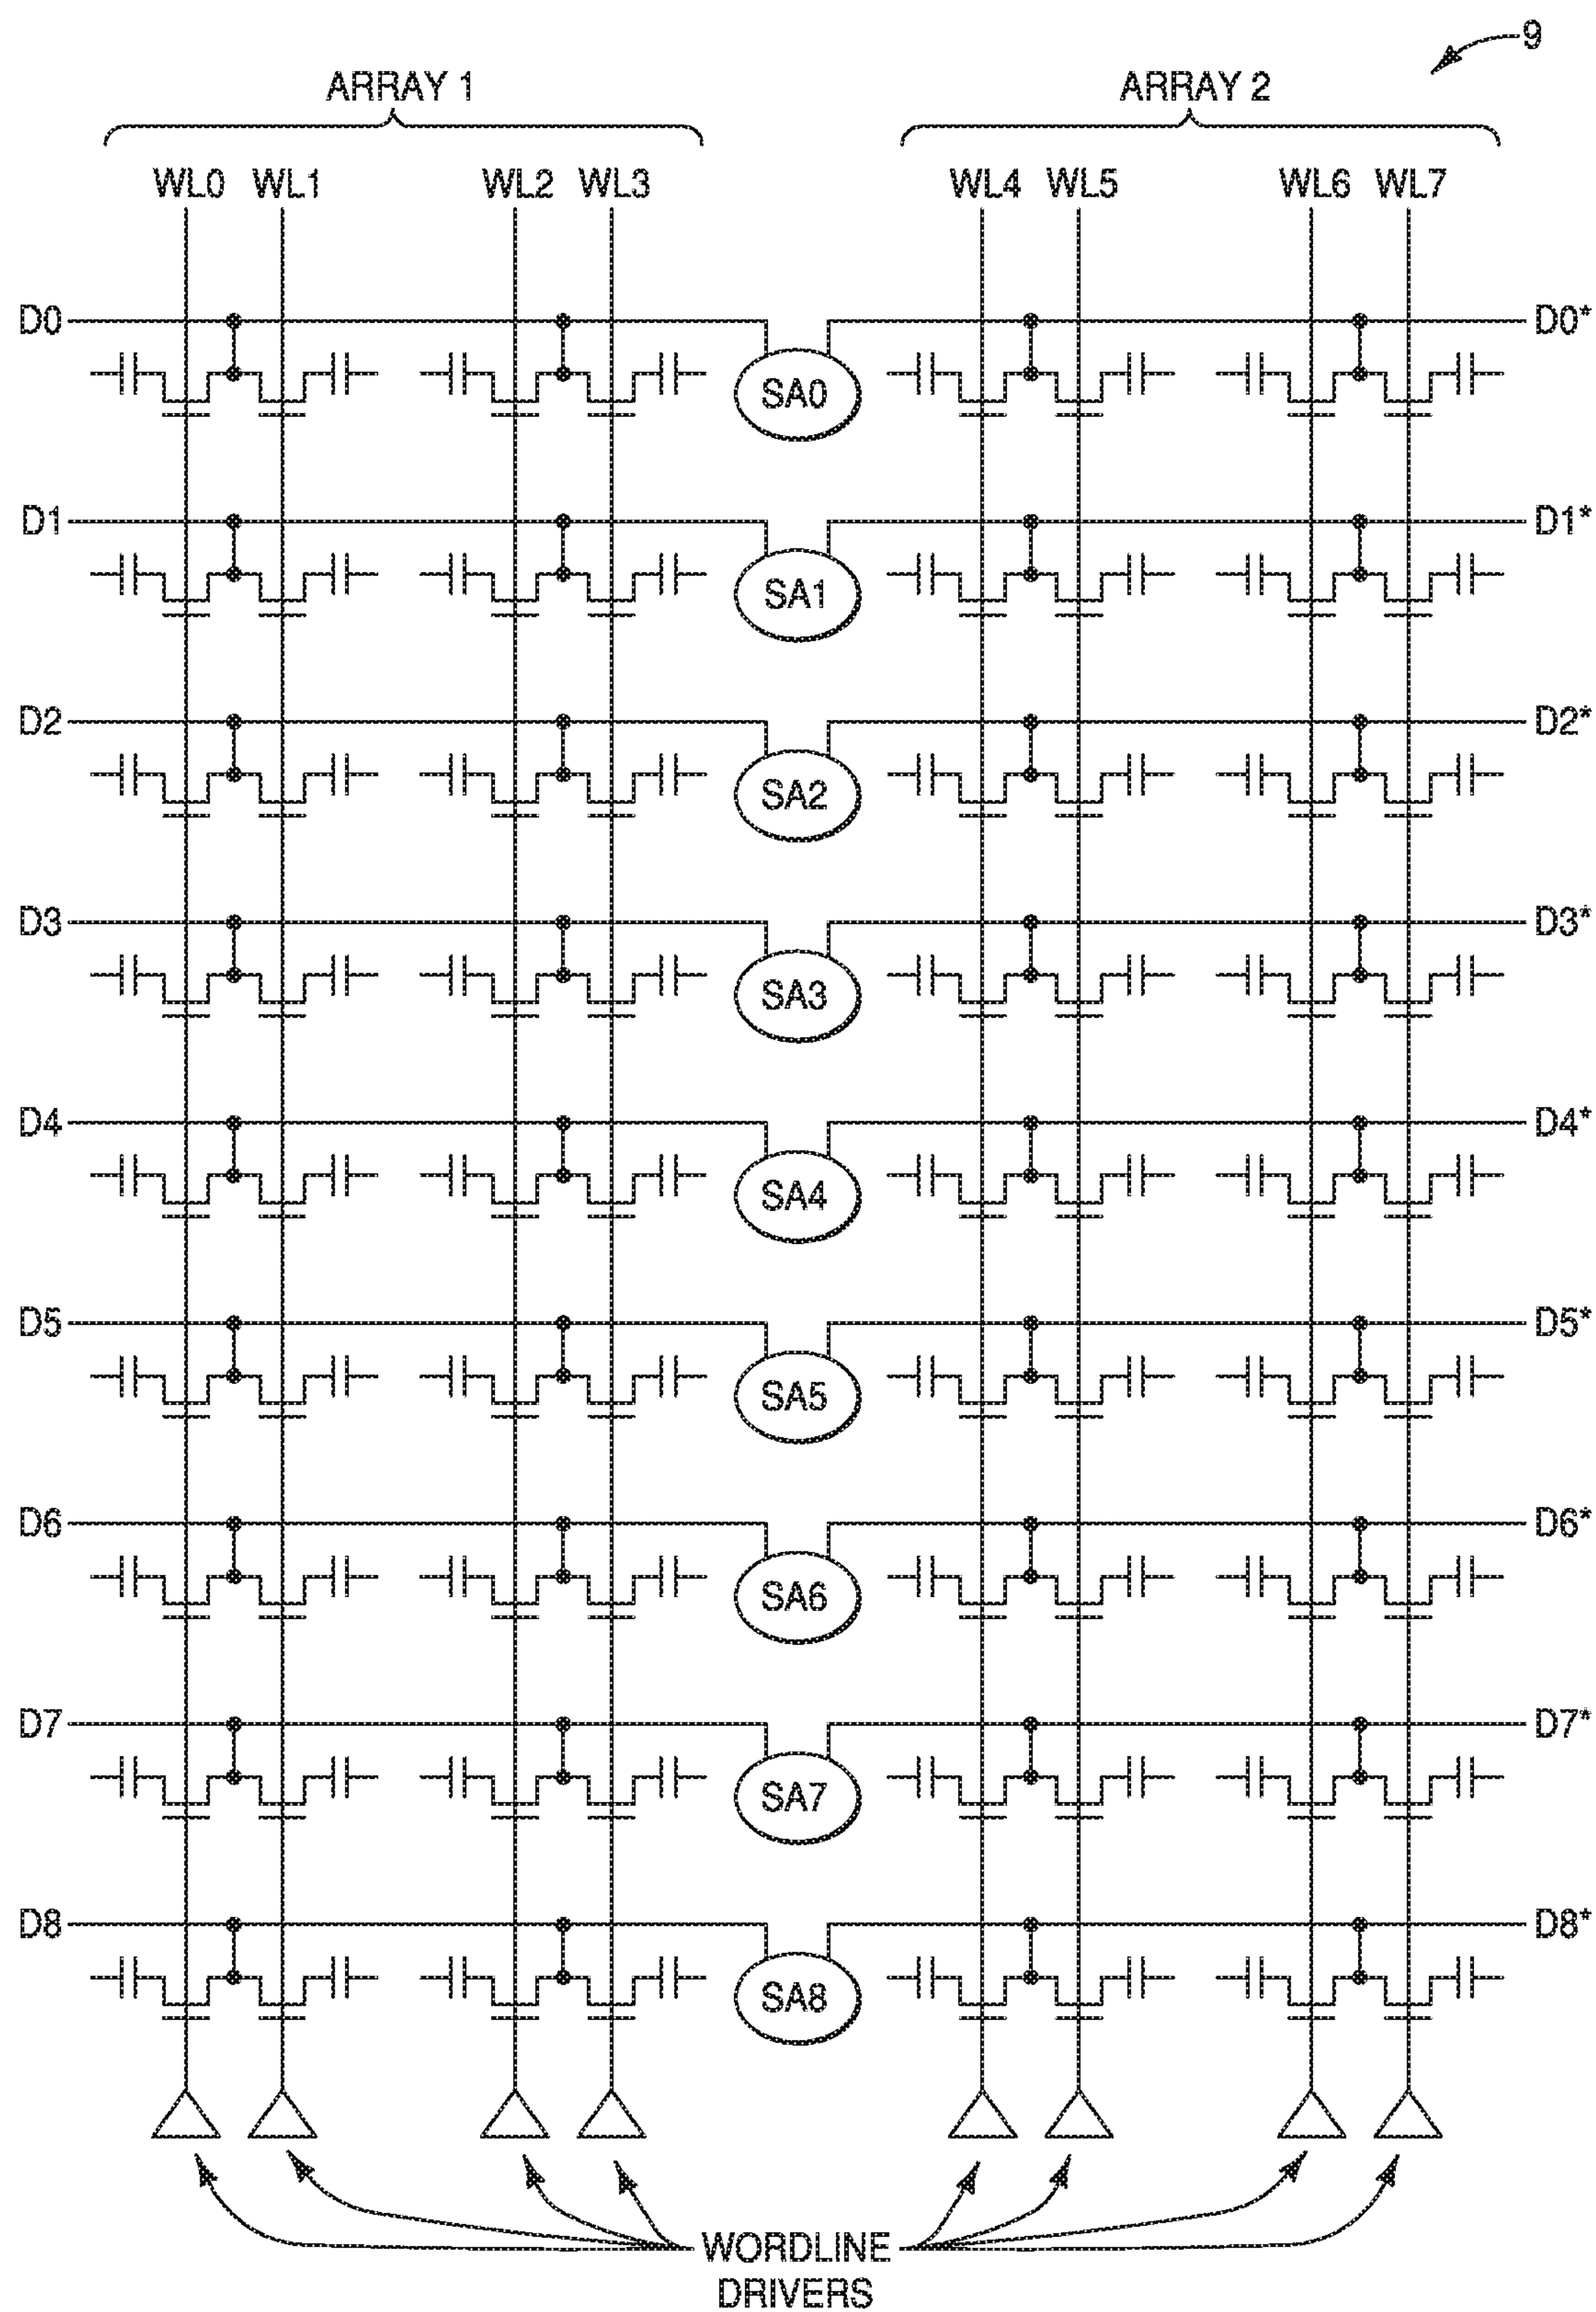 9
ARRAY 1 ARRAY 2
WL0 WL1 WL2 WL3 WL4 WL5 WL6 WL7
D0 D0*
SA0
D1 D1*
SA1
D2 D2*
SA2
D3 D3*
SA3
D4 D4*
SA4
D5 D5*
SA5
D6 D6*
SA6
D7 D7*
SA7
D8 D8*
SA8
WORDLINE
DRIVERS